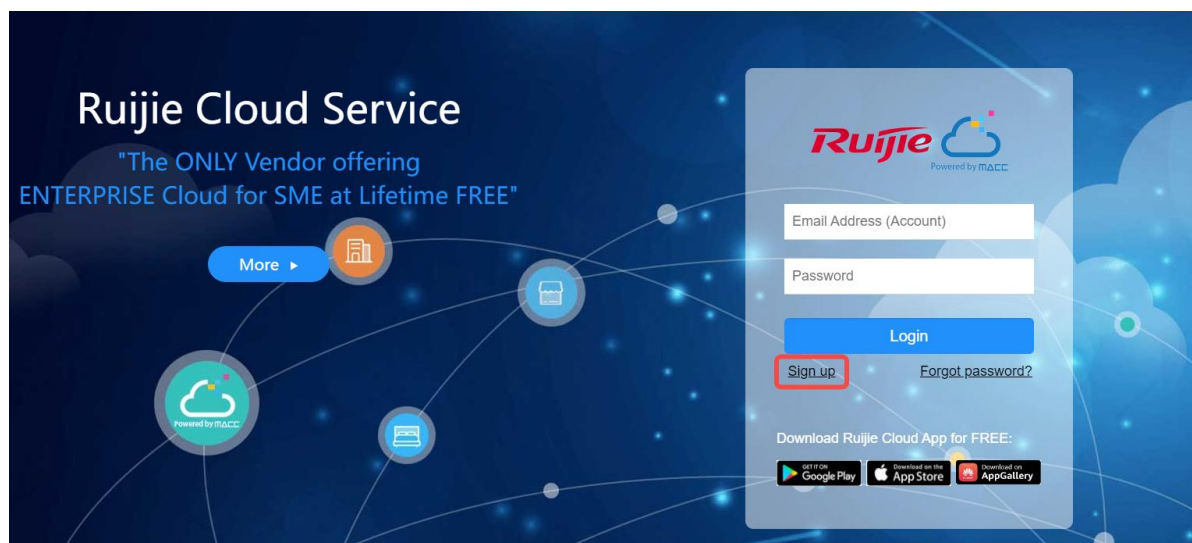 Ruijie Cloud Service
"The ONLY Vendor offering
ENTERPRISE Cloud for SME at Lifetime FREE"
More
Powered by MACC
Ruijie
Powered by MACC
Email Address (Account)
Password
Login
Sign up Forgot password?
Download Ruijie Cloud App for FREE:
GET IT ON Google Play
Download on the App Store
Download on AppGallery